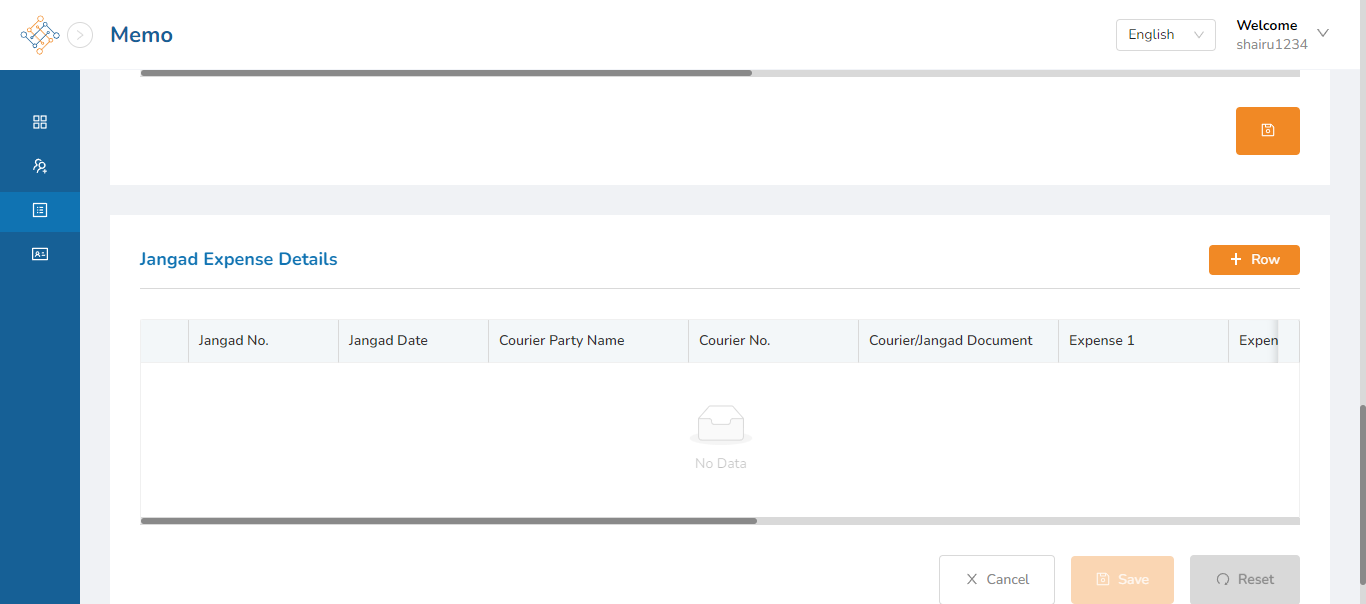 Memo
English
Welcome
shairu1234
Jangad Expense Details
Row
Jangad No. Jangad Date Courier Party Name Courier No. Courier/Jangad Document Expense 1 Expen
No Data
Cancel Save Reset